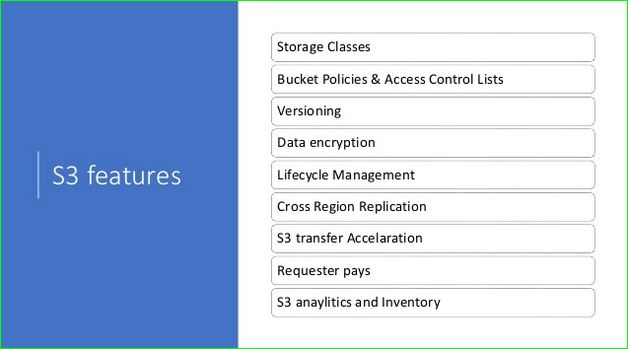 S3 features
Storage Classes
Bucket Policies & Access Control Lists
Versioning
Data encryption
Lifecycle Management
Cross Region Replication
S3 transfer Accelaration
Requester pays
S3 anaylitics and Inventory